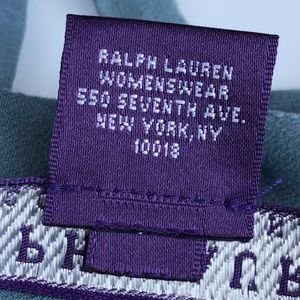 RALPH LAUREN
WOMENSWEAR
550 SEVENTH AVE.
NEW YORK,NY
10018